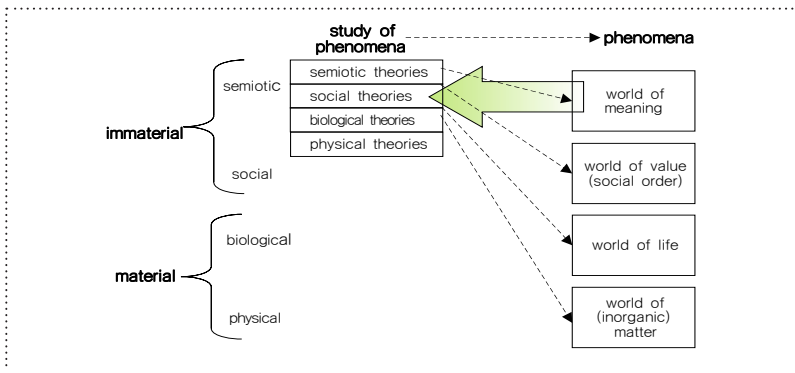 study of
phenomena
phenomena
semiotic theories
social theories
biological theories
physical theories
semiotic
immaterial
social
biological
material
physical
world of
meaning
world of value
(social order)
world of life
world of
(inorganic)
matter